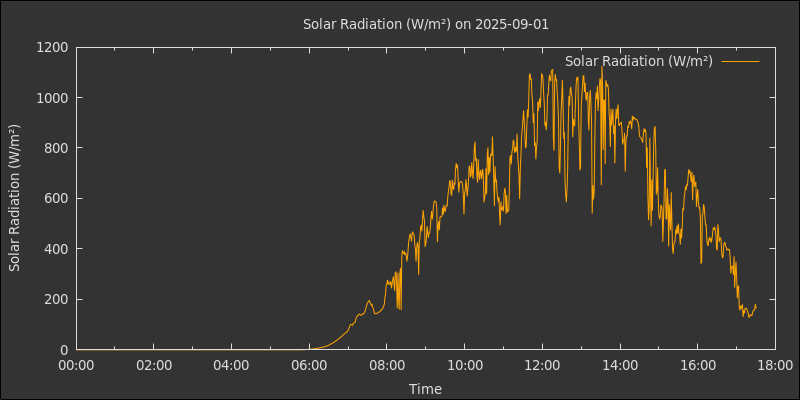 Solar Radiation (W/m²) on 2025-09-01
Solar Radiation (W/m²)
Solar Radiation (W/m²)
1200
1000
800
600
400
200
0
00:00 02:00 04:00 06:00 08:00 10:00 12:00 14:00 16:00 18:00
Time